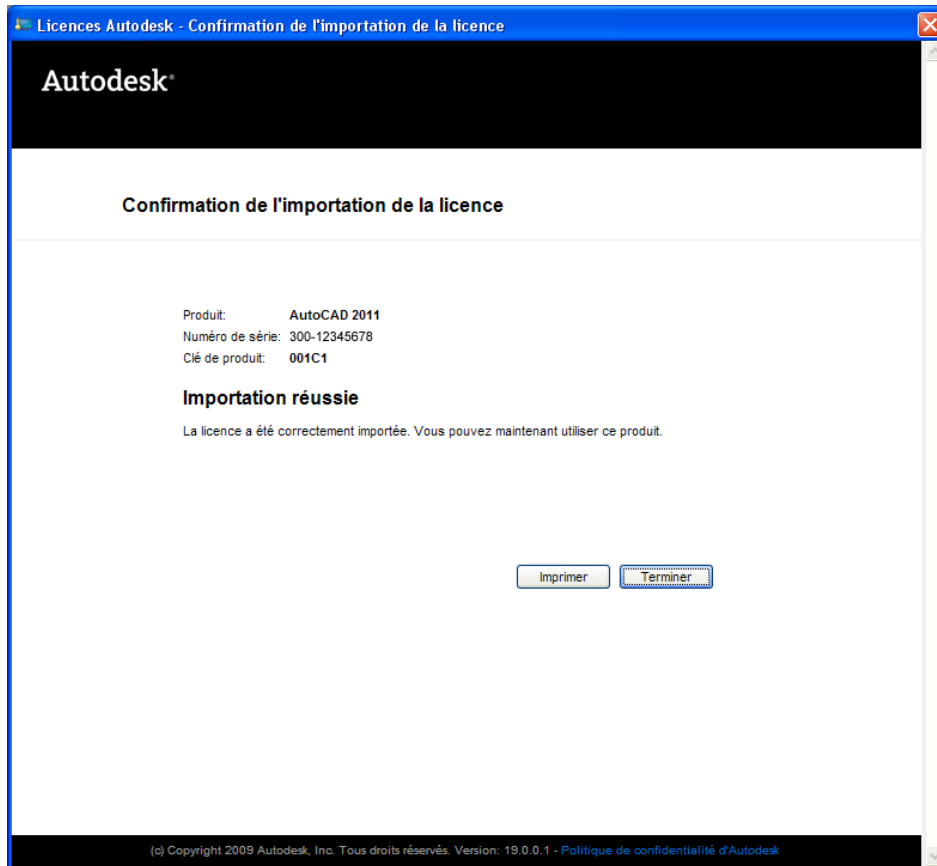 Licences Autodesk - Confirmation de l'importation de la licence
Autodesk®
Confirmation de l'importation de la licence
Produit: AutoCAD 2011
Numéro de série: 300-12345678
Clé de produit: 001C1
Importation réussie
La licence a été correctement importée. Vous pouvez maintenant utiliser ce produit.
Imprimer Terminer
(c) Copyright 2009 Autodesk, Inc. Tous droits réservés. Version: 19.0.0.1 - Politique de confidentialité d'Autodesk